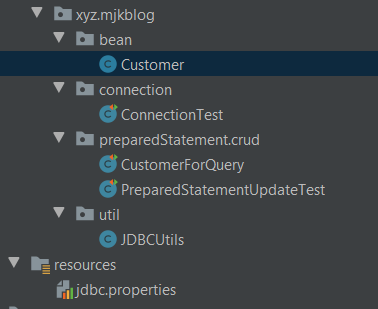 xyz.mjkblog
bean
Customer
connection
ConnectionTest
preparedStatement.crud
CustomerForQuery
PreparedStatementUpdateTest
util
JDBCUtils
resources
jdbc.properties